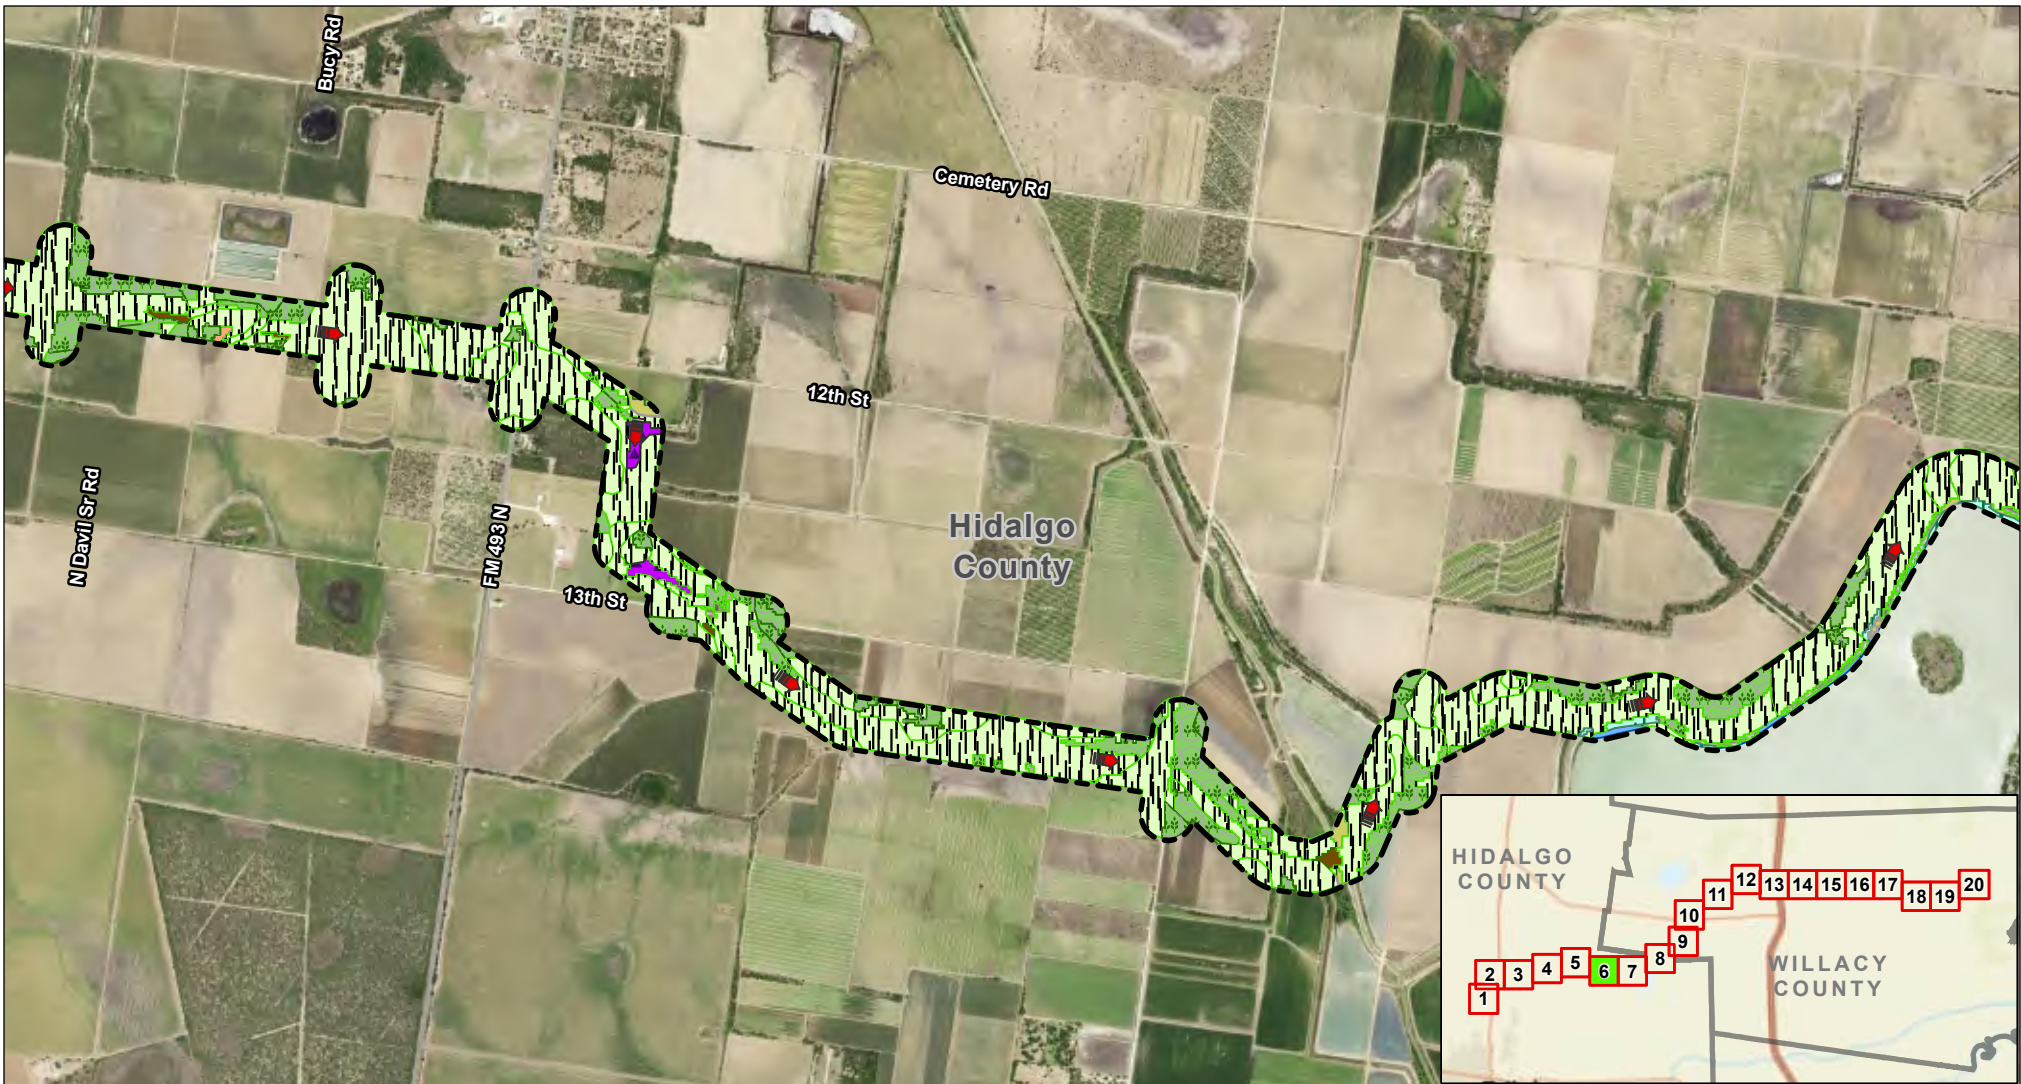 Bucy Rd
Cemetery Rd
12th St
N Davil Sr Rd
FM 493 N
13th St
Hidalgo
County
HIDALGO
COUNTY
WILLACY
COUNTY
1
2
3
4
5
6
7
8
9
10
11
12
13
14
15
16
17
18
19
20